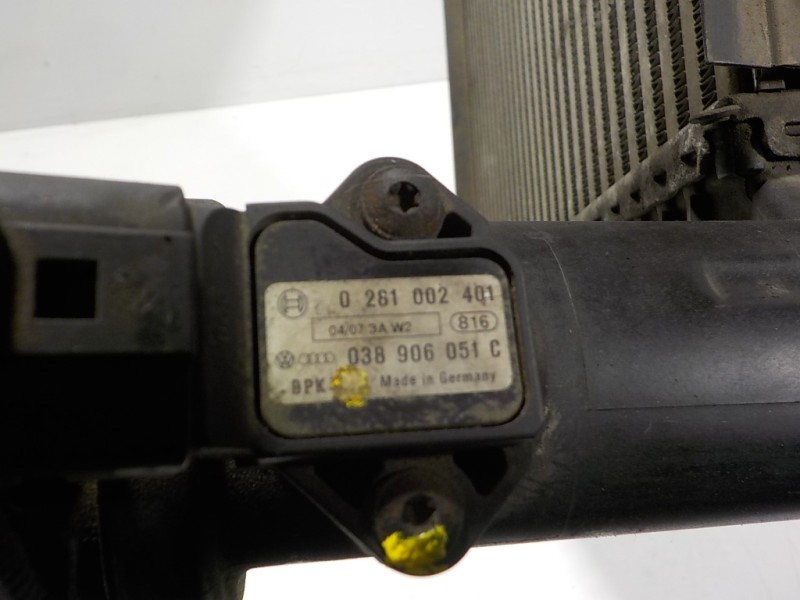 0 261 002 401
04/07 3A W2 816
038 906 051 C
BPK Made in Germany